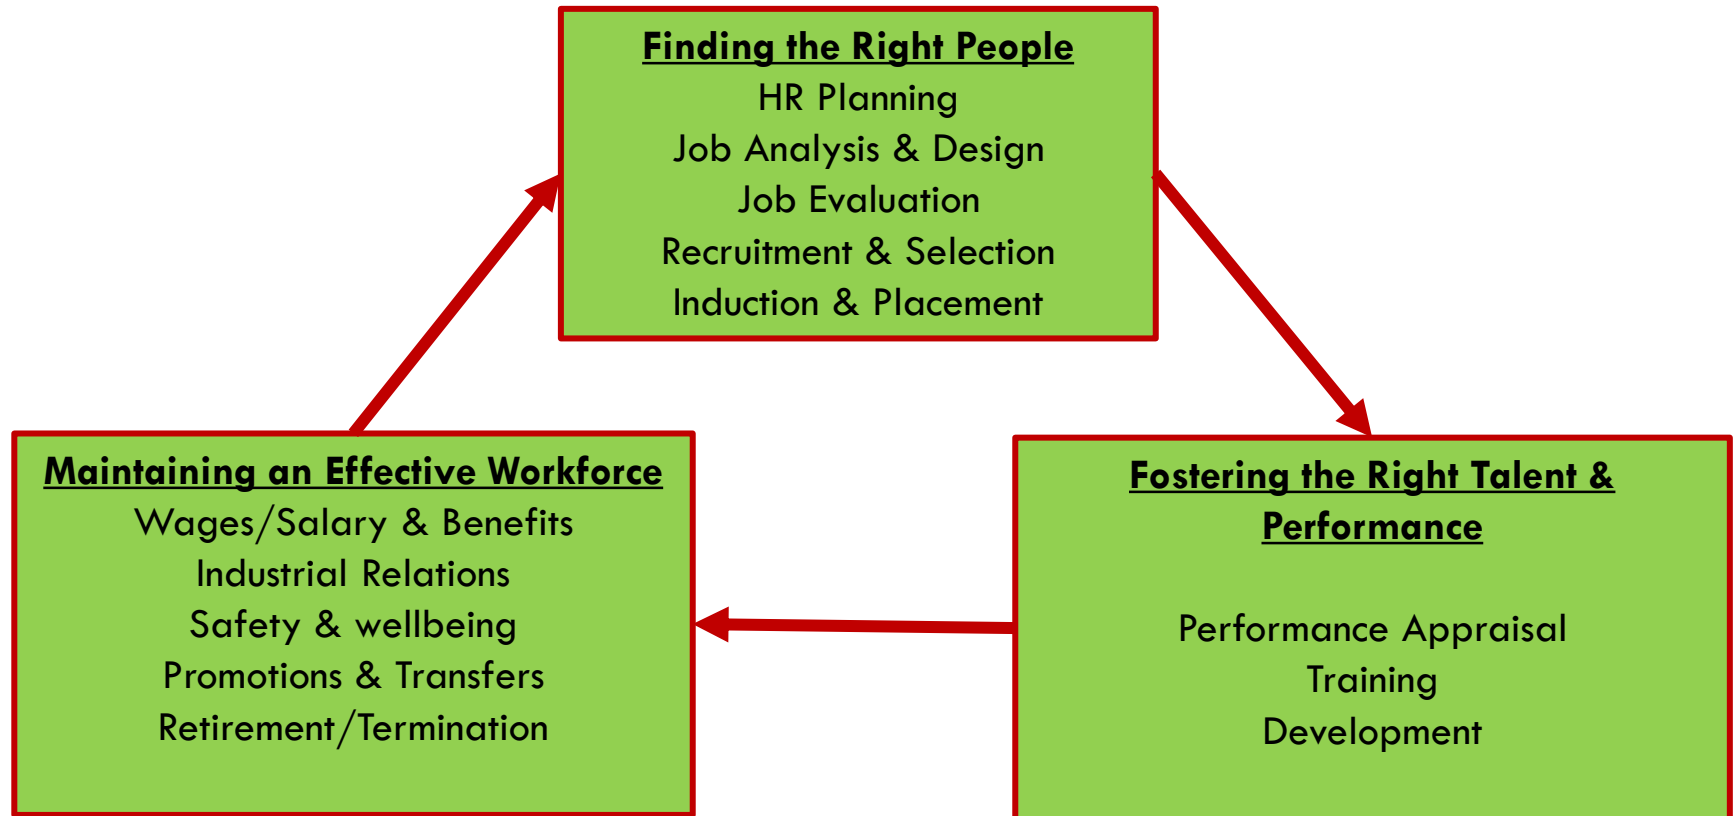 Finding the Right People
HR Planning
Job Analysis & Design
Job Evaluation
Recruitment & Selection
Induction & Placement
Maintaining an Effective Workforce
Wages/Salary & Benefits
Industrial Relations
Safety & wellbeing
Promotions & Transfers
Retirement/Termination
Fostering the Right Talent &
Performance
Performance Appraisal
Training
Development